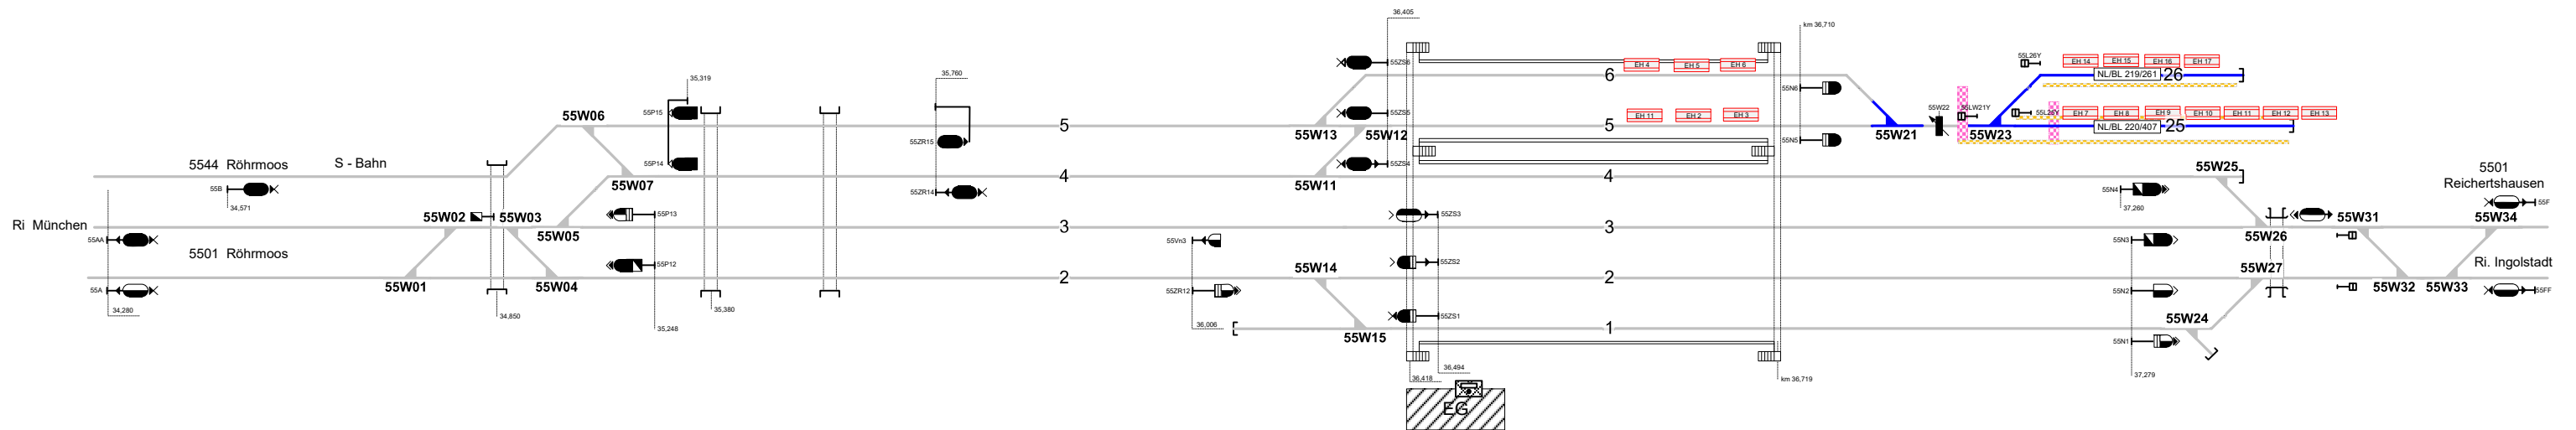 36,405
km 36,710
55L26Y
EH 14
EH 15
EH 16
EH 17
EH 4
EH 5
EH 6
55ZS6
6
NL/BL 219/261
26
35,319
35,760
55N6
55W06
55P15
55ZS5
EH 11
EH 2
EH 3
55W22
55LW21Y
EH 7
EH 8
EH 9
EH 10
EH 11
EH 12
EH 13
5
55W13
55W12
5
55W21
55W23
NL/BL 220/407
25
55ZR15
55N5
5544 Röhrmoos
S - Bahn
55P14
55ZS4
55W25
5501
Reichertshausen
55B
55W07
4
55W11
4
55ZR14
55N4
34,571
37,260
55F
Ri München
55W02
55W03
55P13
55ZS3
55W31
55W34
3
3
55W05
55W26
55AA
55Vn3
55N3
5501 Röhrmoos
55P12
55W14
55ZS2
55W27
Ri. Ingolstadt
2
2
55W01
55W04
55W32
55W33
55A
55ZR12
55N2
55FF
34,280
34,850
35,380
35,248
36,006
55ZS1
1
55W24
55W15
55N1
36,494
36,418
km 36,719
37,279
EG